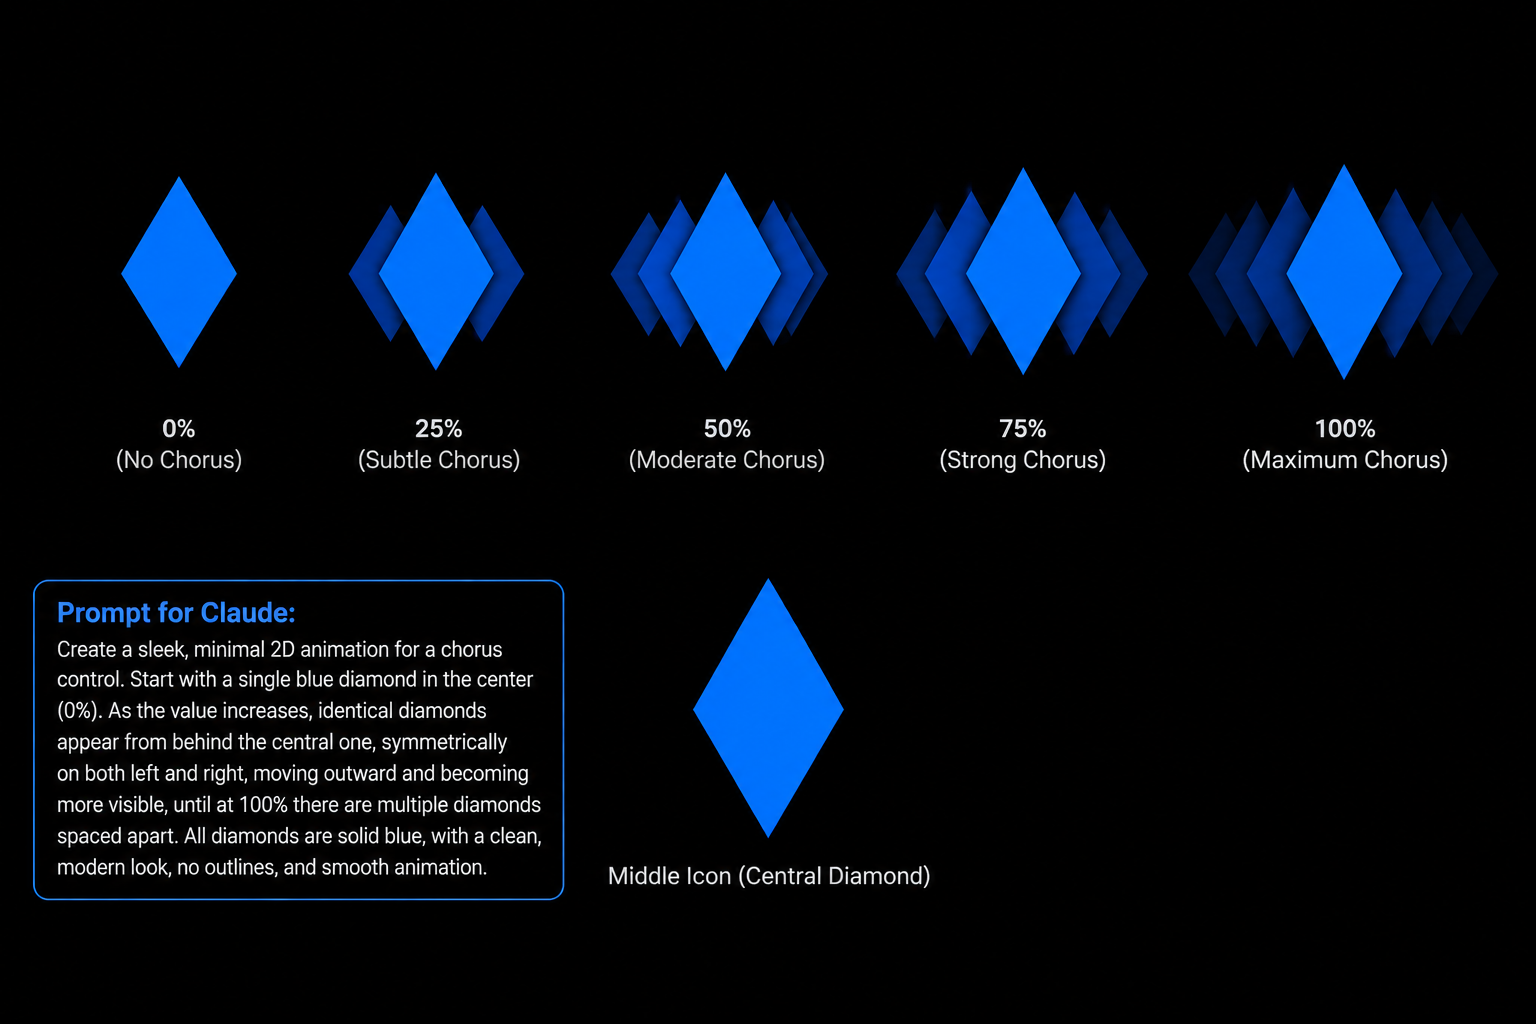 0%
(No Chorus)
25%
(Subtle Chorus)
50%
(Moderate Chorus)
75%
(Strong Chorus)
100%
(Maximum Chorus)
Prompt for Claude:
Create a sleek, minimal 2D animation for a chorus
control. Start with a single blue diamond in the center
(0%). As the value increases, identical diamonds
appear from behind the central one, symmetrically
on both left and right, moving outward and becoming
more visible, until at 100% there are multiple diamonds
spaced apart. All diamonds are solid blue, with a clean,
modern look, no outlines, and smooth animation.
Middle Icon (Central Diamond)